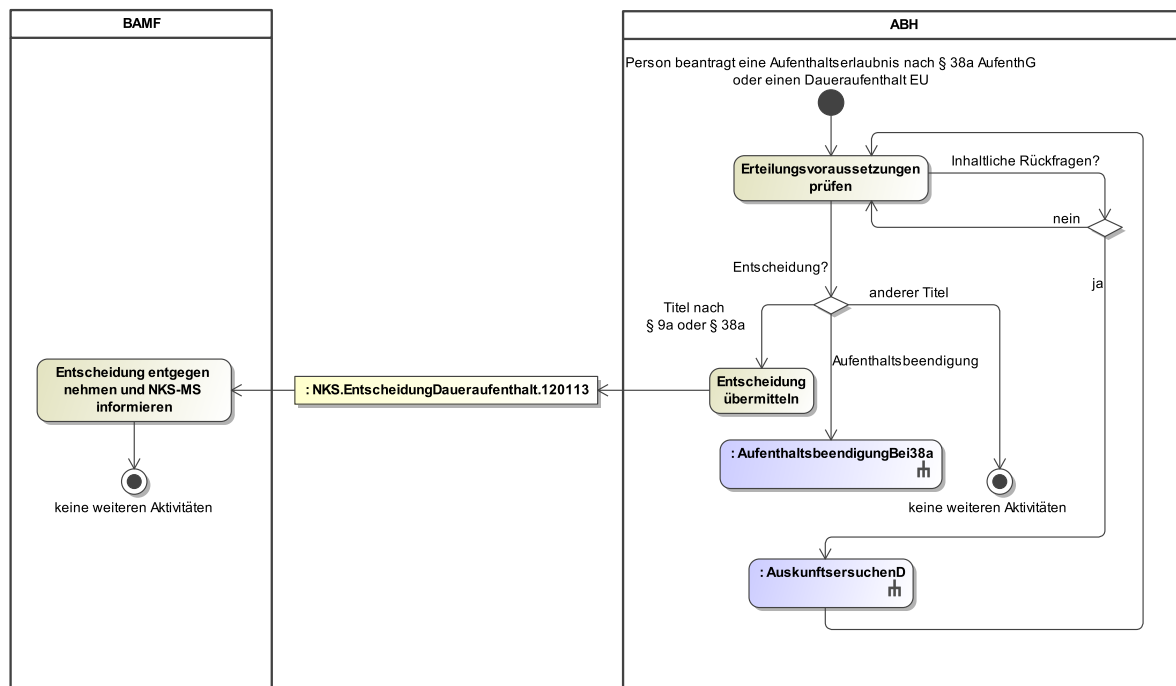 BAMF
ABH
Person beantragt eine Aufenthaltserlaubnis nach § 38a AufenthG
oder einen Daueraufenthalt EU
Erteilungsvoraussetzungen
prüfen
Inhaltliche Rückfragen?
nein
ja
Entscheidung?
anderer Titel
Titel nach
§ 9a oder § 38a
Aufenthaltsbeendigung
Entscheidung
übermitteln
: NKS.EntscheidungDaueraufenthalt.120113
Entscheidung entgegen
nehmen und NKS-MS
informieren
keine weiteren Aktivitäten
: AufenthaltsbeendigungBei38a
keine weiteren Aktivitäten
: AuskunftsersuchenD